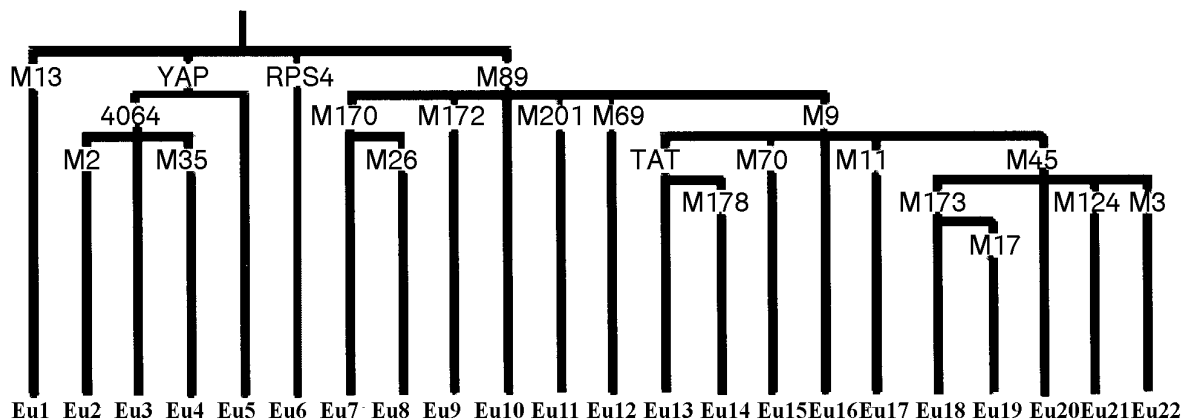 M13 YAP RPS4 M89
4064 M170 M172 M201 M69 M9
M2 M35 M26 TAT M70 M11 M45
M178 M173 M124 M3
M17
Eu1 Eu2 Eu3 Eu4 Eu5 Eu6 Eu7 Eu8 Eu9 Eu10 Eu11 Eu12 Eu13 Eu14 Eu15 Eu16 Eu17 Eu18 Eu19 Eu20 Eu21 Eu22